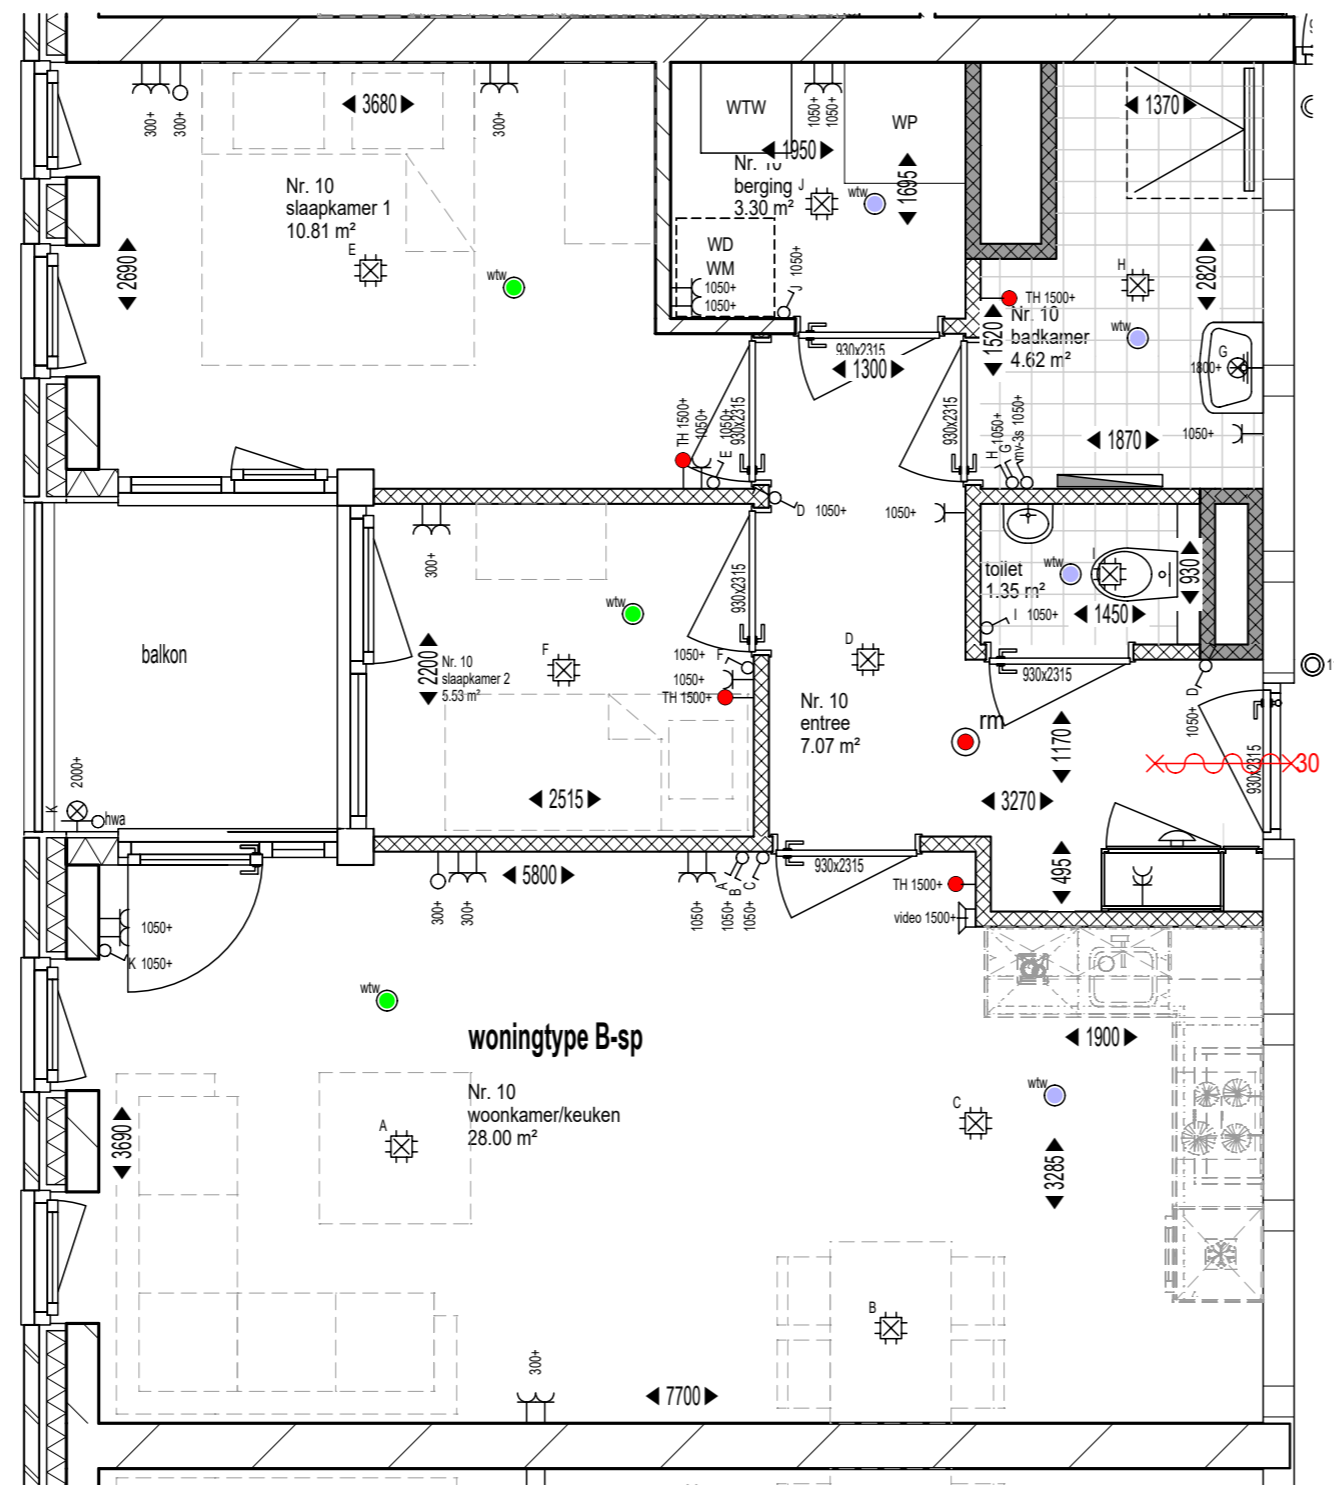 3680
1370
300+
300+
300+
1050+
1050+
WTW
WP
1950
Nr. 10
berging
3.30 m²
J
wtw
1695
Nr. 10
slaapkamer 1
10.81 m²
E
wtw
2690
WD
WM
1050+
1050+
J 1050+
H
2820
TH 1500+
Nr. 10
badkamer
4.62 m²
wtw
1520
G
1800+
930x2315
1300
930x2315
930x2315
TH 1500+
1050+
E 1050+
1870
1050+
H 1050+
G
mv-3s 1050+
D 1050+
1050+
300+
wtw
930x2315
toilet
1.35 m²
wtw
I
930
1450
I 1050+
balkon
2200
Nr. 10
slaapkamer 2
5.53 m²
F
1050+ F
1050+
TH 1500+
D
930x2315
1
Nr. 10
entree
7.07 m²
rm
1170
D
1050+
930x2315
30
2515
3270
K
2000+
hwa
5800
930x2315
495
300+
300+
1050+
A
1050+
B
C
1050+
TH 1500+
video 1500+
1050+
K 1050+
wtw
woningtype B-sp
1900
Nr. 10
woonkamer/keuken
28.00 m²
wtw
A
C
3690
3285
B
300+
7700